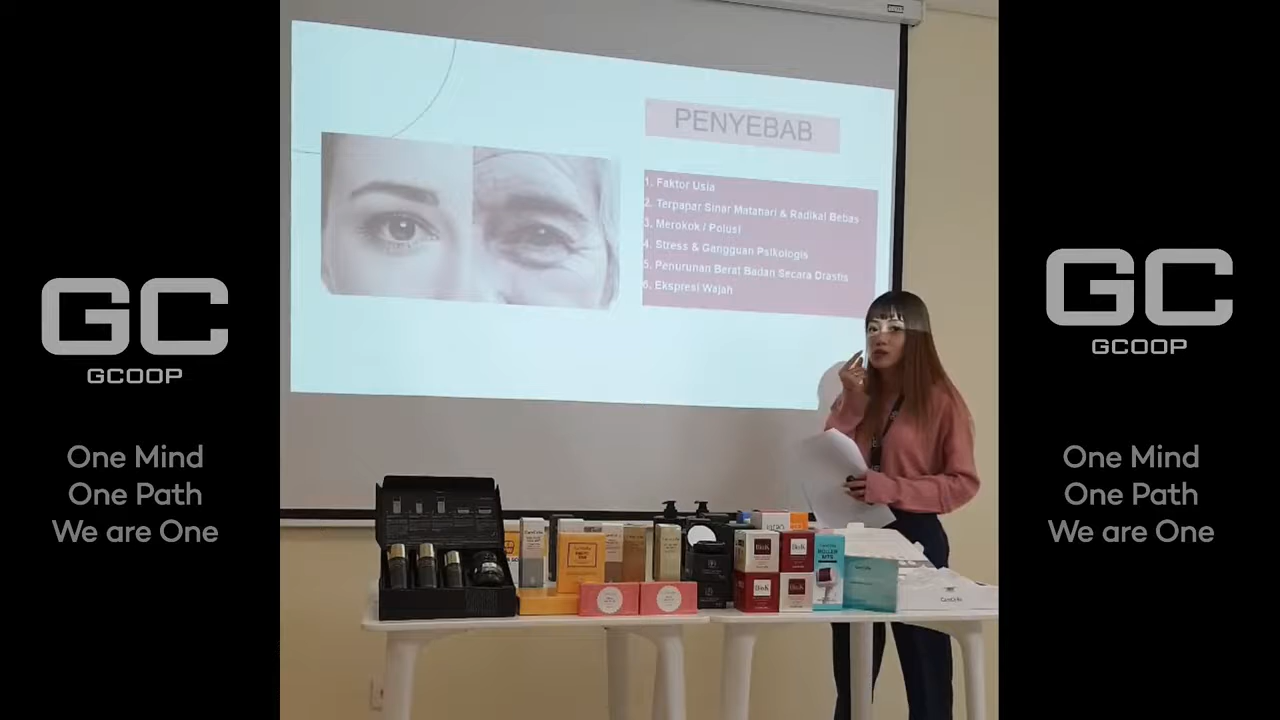 PENYEBAB
1. Faktor Usia
2. Terpapar Sinar Matahari & Radikal Bebas
3. Merokok / Polusi
4. Stress & Gangguan Psikologis
5. Penurunan Berat Badan Secara Drastis
6. Ekspresi Wajah
GC
GCOOP
One Mind
One Path
We are One
GC
GCOOP
One Mind
One Path
We are One
ROLLER
KITS